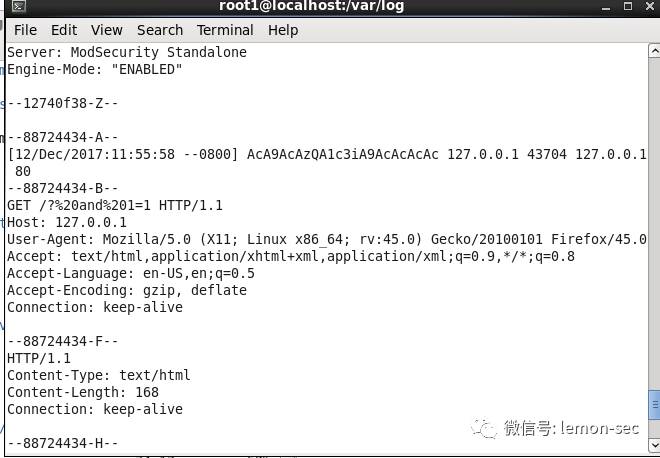 root1@localhost:/var/log
File Edit View Search Terminal Help
Server: ModSecurity Standalone
Engine-Mode: "ENABLED"
--12740f38-Z--
--88724434-A--
[12/Dec/2017:11:55:58 --0800] AcA9AcAzQA1c3iA9AcAcAcAc 127.0.0.1 43704 127.0.0.1
80
--88724434-B--
GET /?%20and%201=1 HTTP/1.1
Host: 127.0.0.1
User-Agent: Mozilla/5.0 (X11; Linux x86_64; rv:45.0) Gecko/20100101 Firefox/45.0
Accept: text/html,application/xhtml+xml,application/xml;q=0.9,*/*;q=0.8
Accept-Language: en-US,en;q=0.5
Accept-Encoding: gzip, deflate
Connection: keep-alive
--88724434-F--
HTTP/1.1
Content-Type: text/html
Content-Length: 168
Connection: keep-alive
--88724434-H--
微信号: lemon-sec